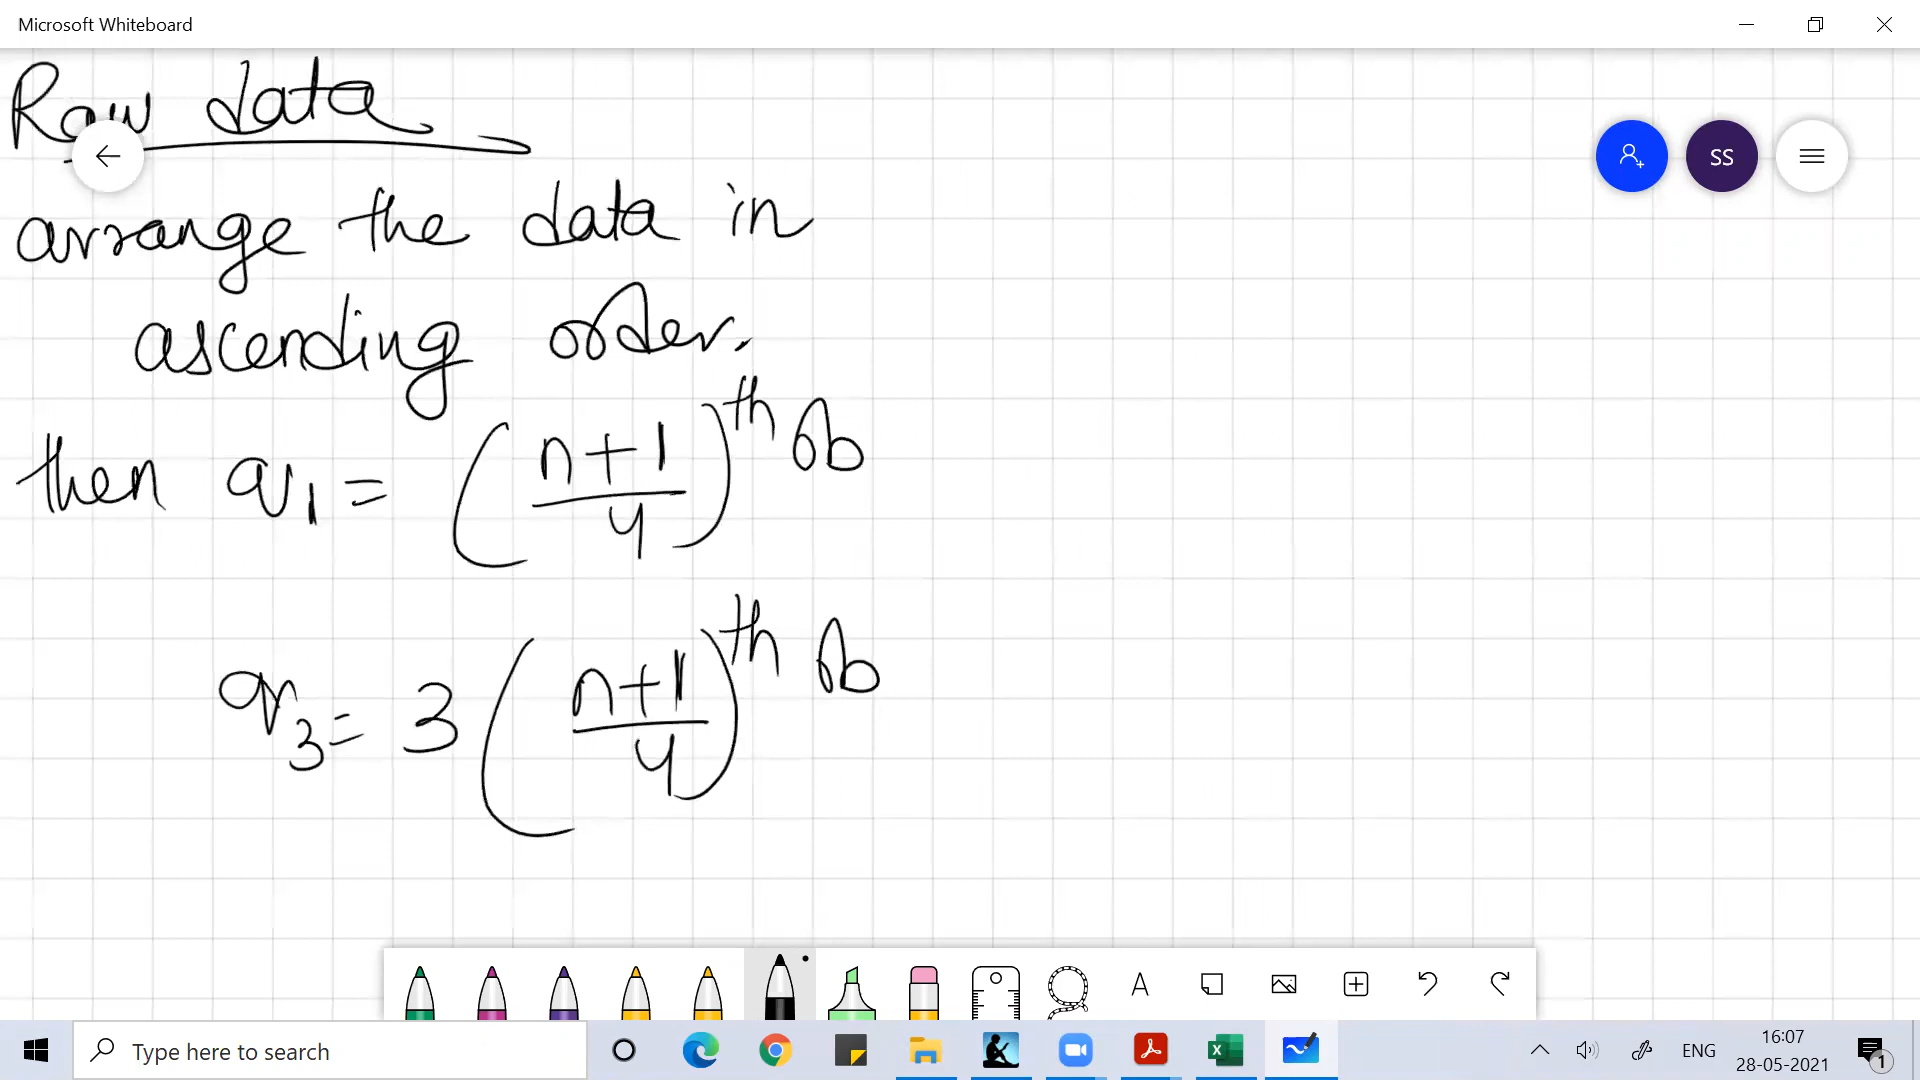 Microsoft Whiteboard
Raw data
SS
arrange the data in
ascending order.
then q1 = (n+1/4)th ob
q3 = 3(n+1/4)th ob
A
Type here to search
ENG
16:07
28-05-2021
1